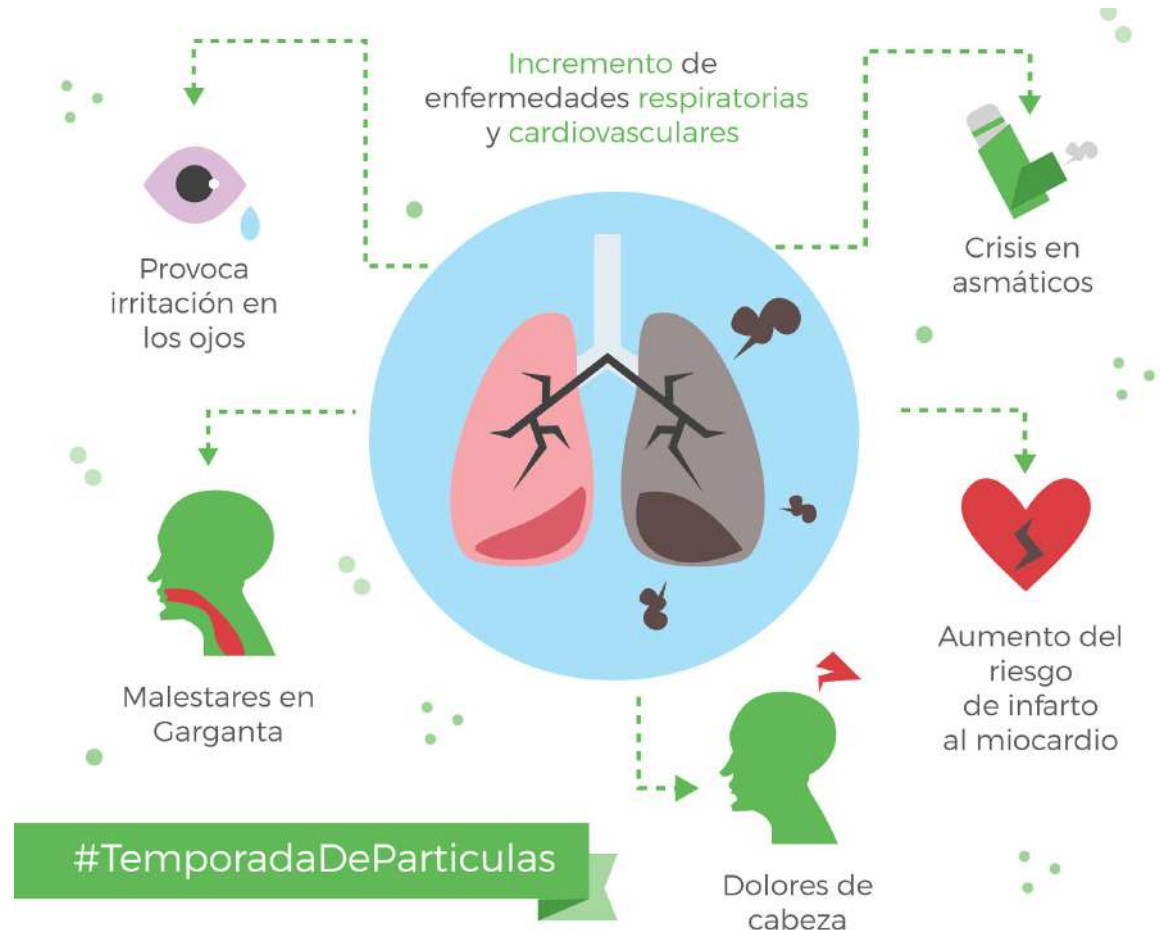 Incremento de
enfermedades respiratorias
y cardiovasculares
Provoca
irritación en
los ojos
Crisis en
asmáticos
Malestares en
Garganta
Aumento del
riesgo
de infarto
al miocardio
Dolores de
cabeza
#TemporadaDeParticulas